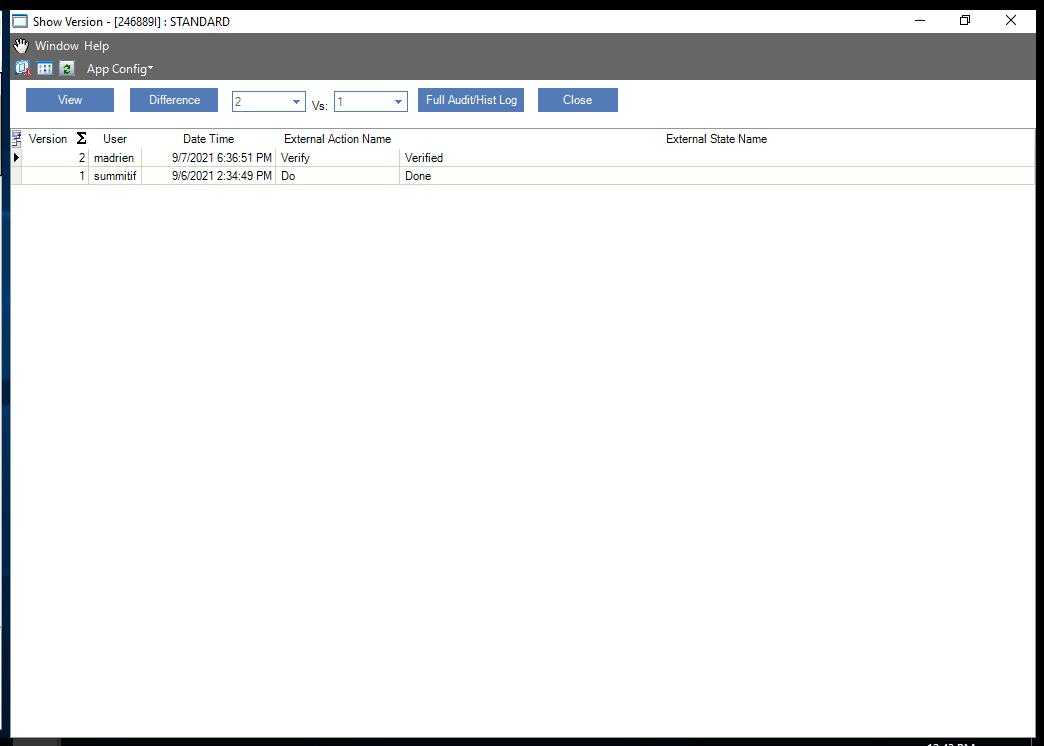 Show Version - [246889I] : STANDARD
Window Help
App Config
View Difference 2 Vs: 1 Full Audit/Hist Log Close
Version Σ User Date Time External Action Name External State Name
2 madrien 9/7/2021 6:36:51 PM Verify Verified
1 summitif 9/6/2021 2:34:49 PM Do Done